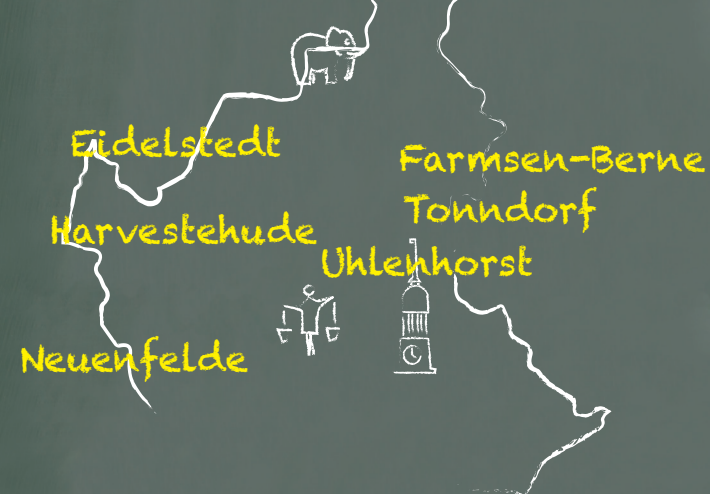 Eidelstedt
Farmsen-Berne
Tonndorf
Harvestehude
Uhlenhorst
Neuenfelde